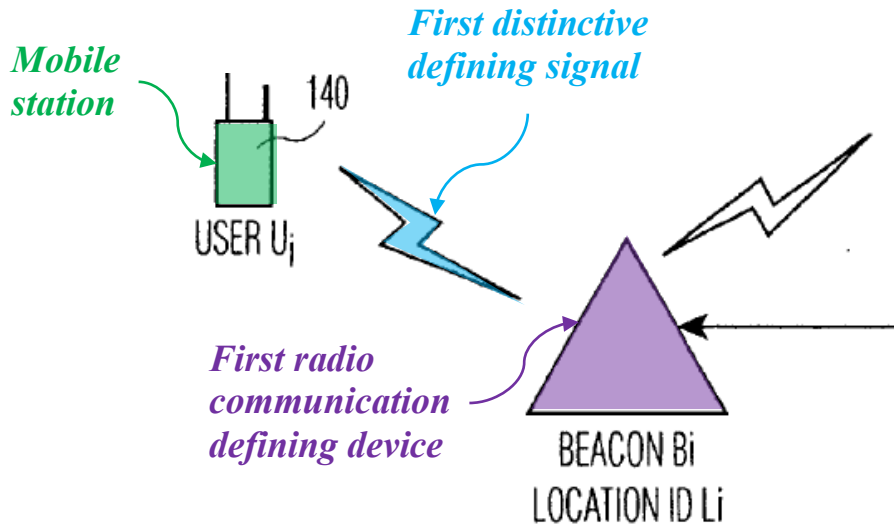 First distinctive
defining signal
Mobile
station
140
USER Uj
First radio
communication
defining device
BEACON Bi
LOCATION ID Li